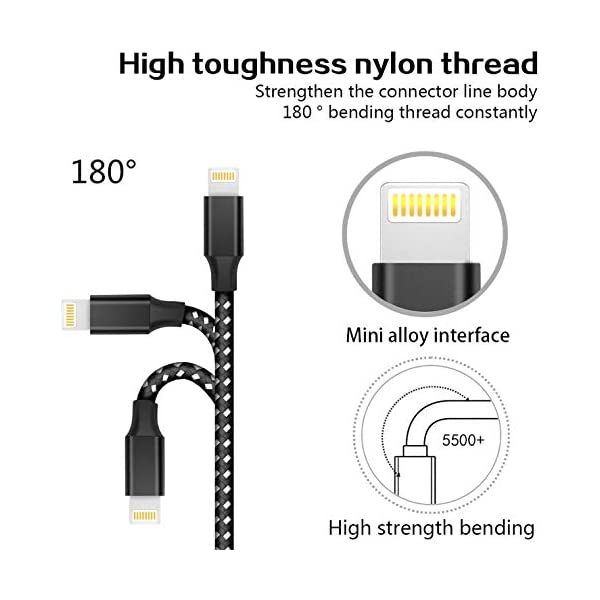 High toughness nylon thread
Strengthen the connector line body
180 ° bending thread constantly
180°
Mini alloy interface
5500+
High strength bending